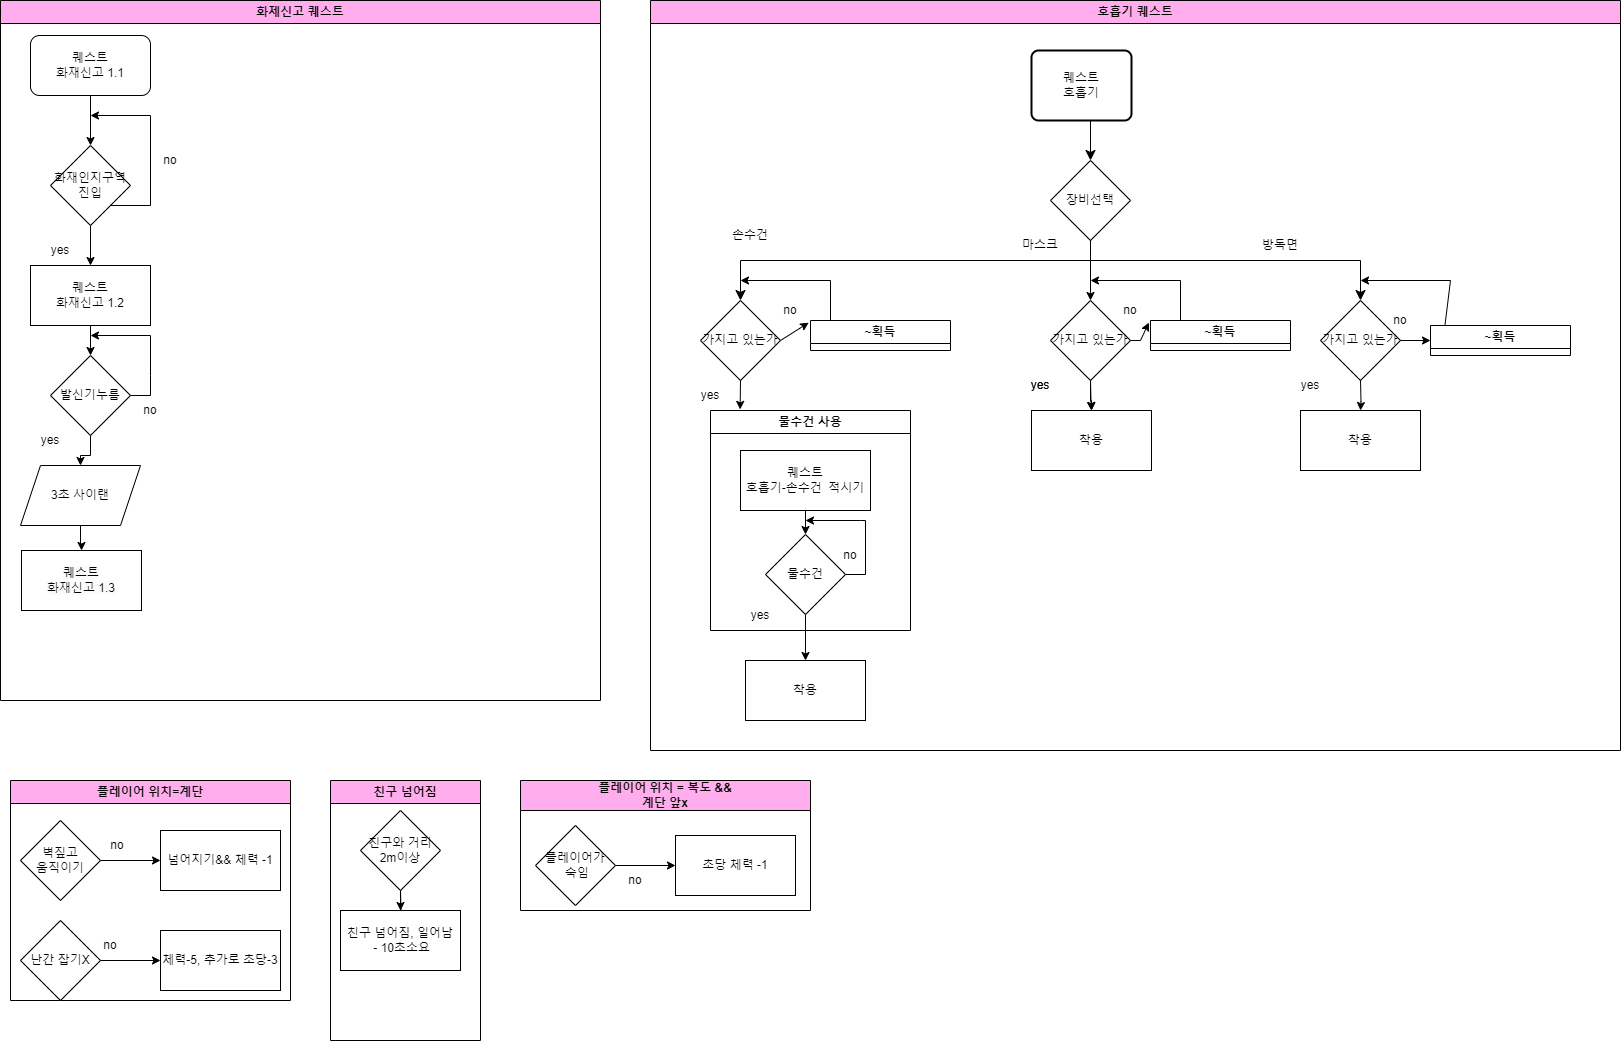 화제신고 퀘스트
퀘스트
화재신고 1.1
no
화재인지구역
진입
yes
퀘스트
화재신고 1.2
발신기누름
no
yes
3초 사이랜
퀘스트
화재신고 1.3
호흡기 퀘스트
퀘스트
호흡기
장비선택
손수건
마스크
방독면
가지고 있는가
no
~획득
yes
가지고 있는가
no
~획득
yes
가지고 있는가
no
~획득
yes
물수건 사용
퀘스트
호흡기-손수건 적시기
물수건
no
yes
착용
착용
착용
플레이어 위치=계단
벽짚고
움직이기
no
넘어지기&& 체력 -1
난간 잡기X
no
체력-5, 추가로 초당-3
친구 넘어짐
친구와 거리
2m이상
친구 넘어짐, 일어남
- 10초소요
플레이어 위치 = 복도 &&
계단 앞x
플레이어가
숙임
no
초당 체력 -1